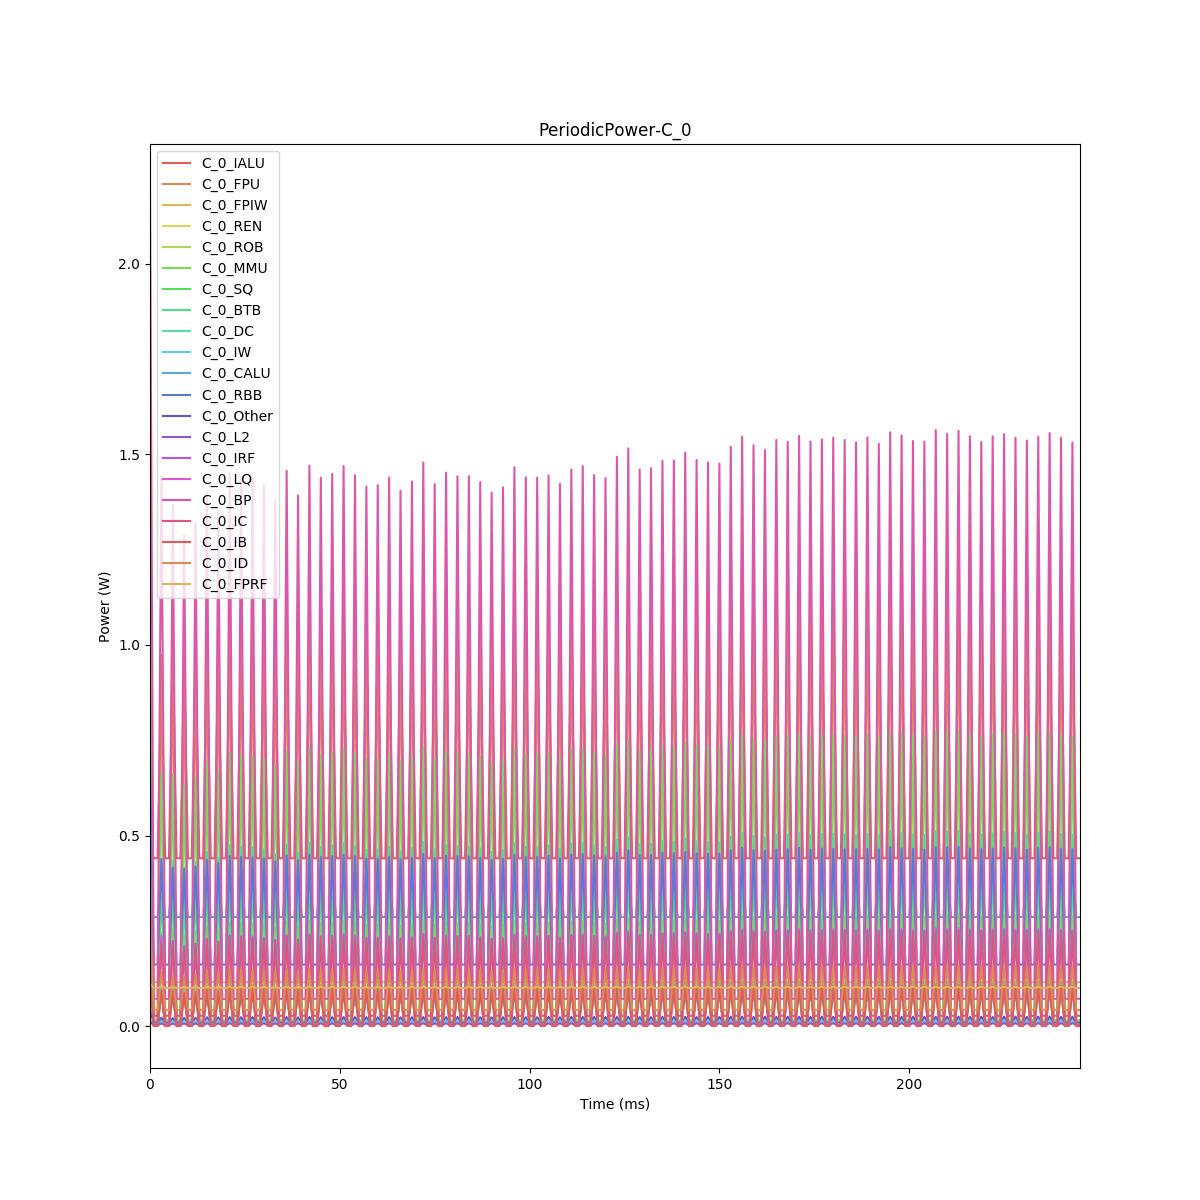 PeriodicPower-C_0
C_0_IALU
C_0_FPU
C_0_FPIW
C_0_REN
C_0_ROB
C_0_MMU
C_0_SQ
C_0_BTB
C_0_DC
C_0_IW
C_0_CALU
C_0_RBB
C_0_Other
C_0_L2
C_0_IRF
C_0_LQ
C_0_BP
C_0_IC
C_0_IB
C_0_ID
C_0_FPRF
2.0
1.5
1.0
0.5
0.0
Power (W)
0 50 100 150 200
Time (ms)